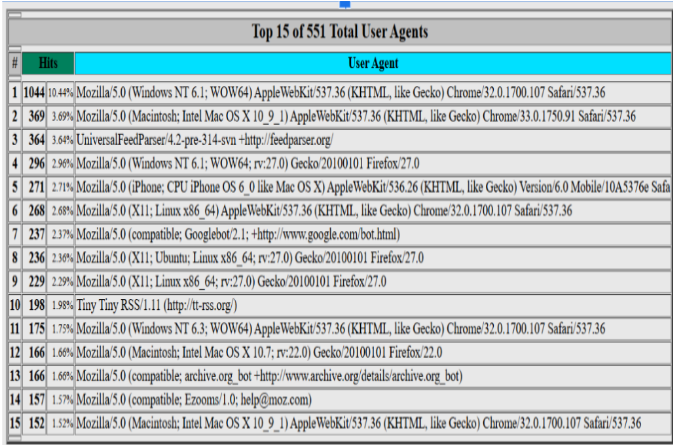 Top 15 of 551 Total User Agents
# Hits User Agent
1 1044 10.44% Mozilla/5.0 (Windows NT 6.1; WOW64) AppleWebKit/537.36 (KHTML, like Gecko) Chrome/32.0.1700.107 Safari/537.36
2 369 3.69% Mozilla/5.0 (Macintosh; Intel Mac OS X 10_9_1) AppleWebKit/537.36 (KHTML, like Gecko) Chrome/33.0.1750.91 Safari/537.36
3 364 3.64% UniversalFeedParser/4.2-pre-314-svn +http://feedparser.org/
4 296 2.96% Mozilla/5.0 (Windows NT 6.1; WOW64; rv:27.0) Gecko/20100101 Firefox/27.0
5 271 2.71% Mozilla/5.0 (iPhone; CPU iPhone OS 6_0 like Mac OS X) AppleWebKit/536.26 (KHTML, like Gecko) Version/6.0 Mobile/10A5376e Safa
6 268 2.68% Mozilla/5.0 (X11; Linux x86_64) AppleWebKit/537.36 (KHTML, like Gecko) Chrome/32.0.1700.107 Safari/537.36
7 237 2.37% Mozilla/5.0 (compatible; Googlebot/2.1; +http://www.google.com/bot.html)
8 236 2.36% Mozilla/5.0 (X11; Ubuntu; Linux x86_64; rv:27.0) Gecko/20100101 Firefox/27.0
9 229 2.29% Mozilla/5.0 (X11; Linux x86_64; rv:27.0) Gecko/20100101 Firefox/27.0
10 198 1.98% Tiny Tiny RSS/1.11 (http://tt-rss.org/)
11 175 1.75% Mozilla/5.0 (Windows NT 6.3; WOW64) AppleWebKit/537.36 (KHTML, like Gecko) Chrome/32.0.1700.107 Safari/537.36
12 166 1.66% Mozilla/5.0 (Macintosh; Intel Mac OS X 10.7; rv:22.0) Gecko/20100101 Firefox/22.0
13 166 1.66% Mozilla/5.0 (compatible; archive.org_bot +http://www.archive.org/details/archive.org_bot)
14 157 1.57% Mozilla/5.0 (compatible; Ezooms/1.0; help@moz.com)
15 152 1.52% Mozilla/5.0 (Macintosh; Intel Mac OS X 10_9_1) AppleWebKit/537.36 (KHTML, like Gecko) Chrome/32.0.1700.107 Safari/537.36